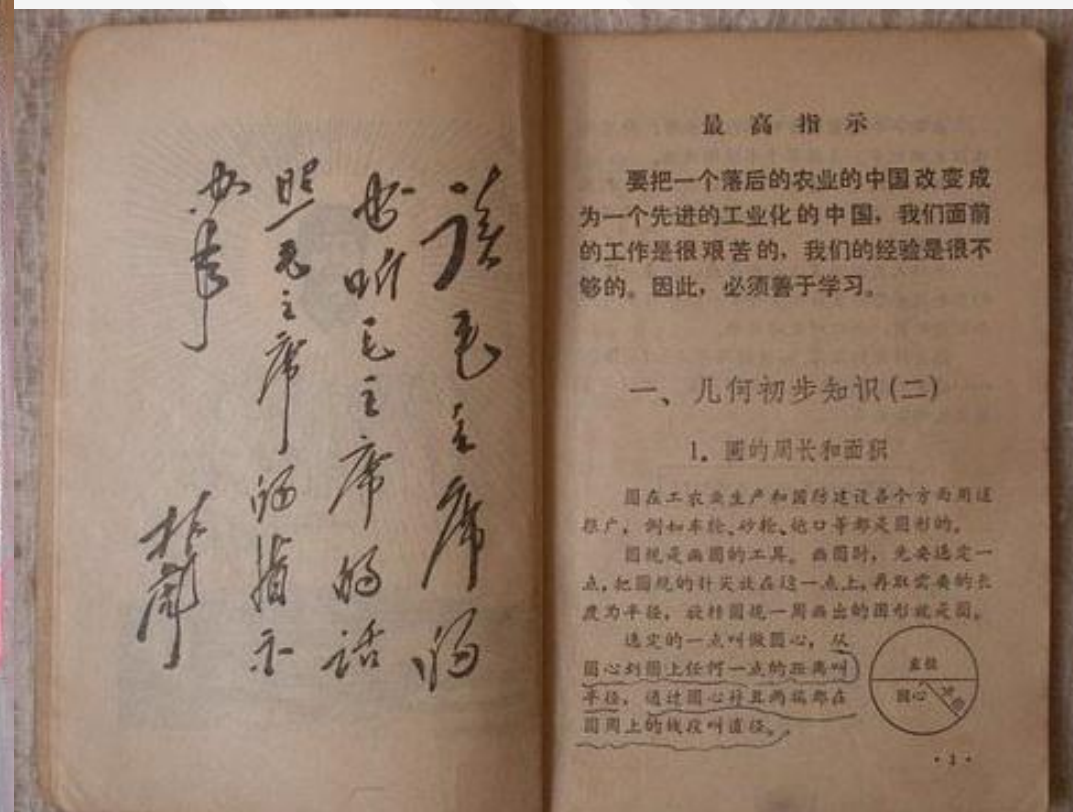 读毛主席的
书听毛主席的话
照毛主席的指示
办事
林彪
最高指示
要把一个落后的农业的中国改变成
为一个先进的工业化的中国，我们面前
的工作是很艰苦的，我们的经验是很不
够的。因此，必须善于学习。
一、几何初步知识(二)
1. 圆的周长和面积
圆在工农业生产和国防建设各个方面用途
很广，例如车轮、砂轮、炮口等都是圆形的。
圆规是画圆的工具。画圆时，先要选定一
点，把圆规的针尖放在这一点上，再取需要的长
度为半径，旋转圆规一周画出的图形就是圆。
选定的一点叫做圆心，从
圆心到圆上任何一点的距离叫
半径，通过圆心并且两端都在
圆周上的线段叫直径。
直径
圆心
半径
·1·